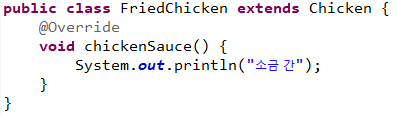 public class FriedChicken extends Chicken {
    @Override
    void chickenSauce() {
        System.out.println("소금 간");
    }
}